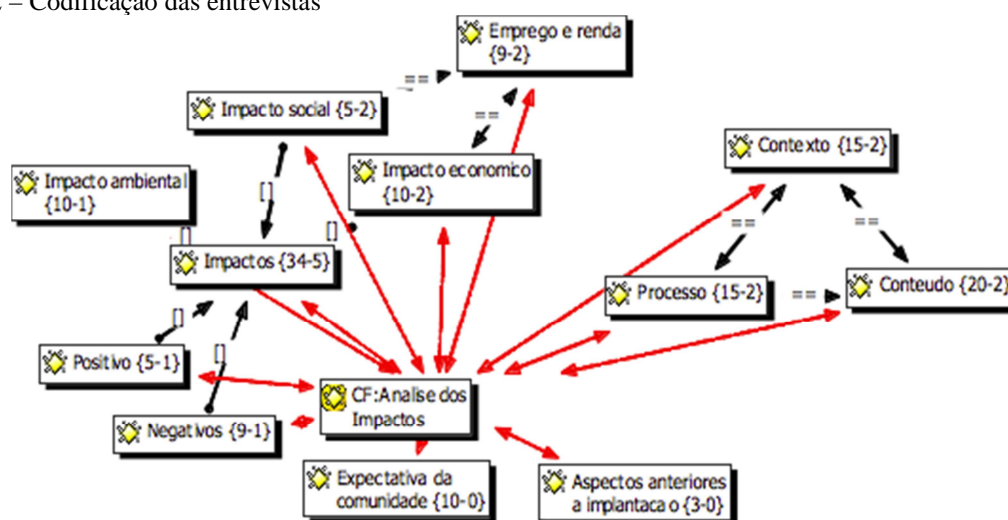 – Codificação das entrevistas
Emprego e renda
{9-2}
==
Impacto social {5-2}
==
Contexto {15-2}
Impacto economico
{10-2}
Impacto ambiental
{10-1}
[]
[]
[]
==
==
Impactos {34-5}
Processo {15-2}
==
Conteudo {20-2}
[]
[]
Positivo {5-1}
CF:Analise dos
Impactos
Negativos {9-1}
Expectativa da
comunidade {10-0}
Aspectos anteriores
a implantacao {3-0}